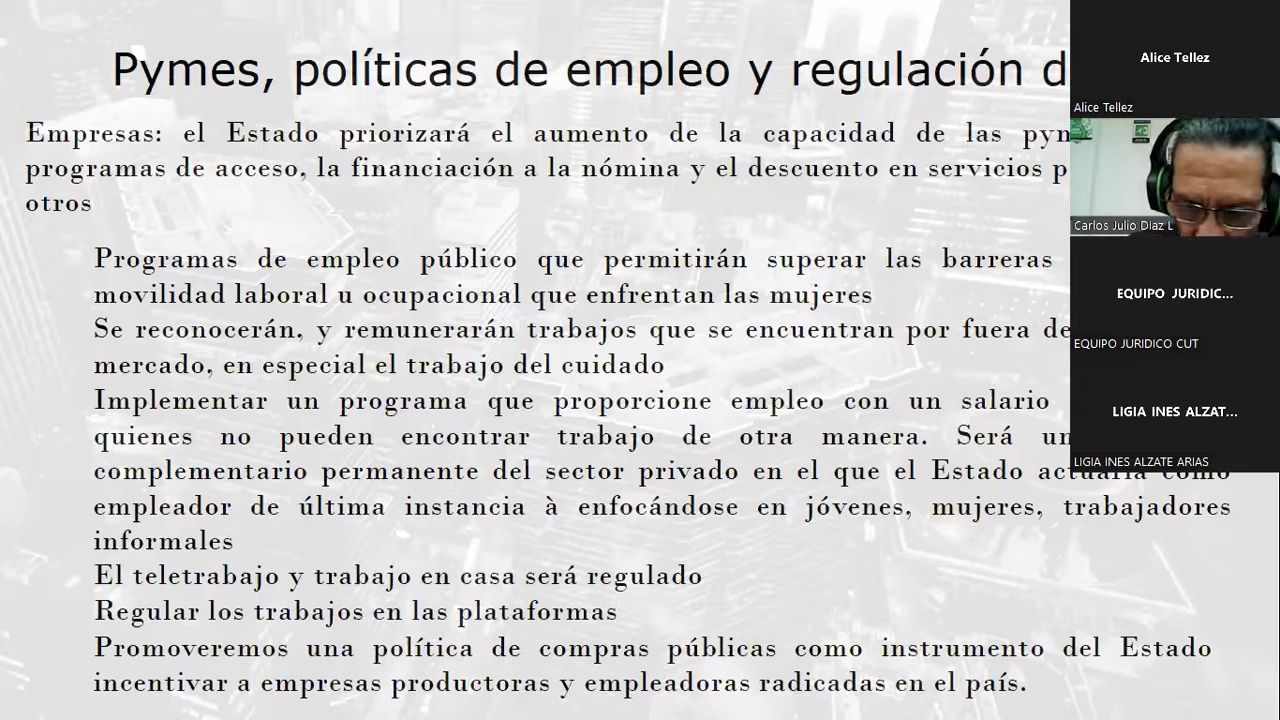 Pymes, políticas de empleo y regulación d
Empresas: el Estado priorizará el aumento de la capacidad de las pym
programas de acceso, la financiación a la nómina y el descuento en servicios p
otros
Programas de empleo público que permitirán superar las barreras
movilidad laboral u ocupacional que enfrentan las mujeres
Se reconocerán, y remunerarán trabajos que se encuentran por fuera de
mercado, en especial el trabajo del cuidado
Implementar un programa que proporcione empleo con un salario
quienes no pueden encontrar trabajo de otra manera. Será un
complementario permanente del sector privado en el que el Estado actuaría como
empleador de última instancia à enfocándose en jóvenes, mujeres, trabajadores
informales
El teletrabajo y trabajo en casa será regulado
Regular los trabajos en las plataformas
Promoveremos una política de compras públicas como instrumento del Estado
incentivar a empresas productoras y empleadoras radicadas en el país.
Alice Tellez
Alice Tellez
Carlos Julio Diaz L
EQUIPO JURIDIC...
EQUIPO JURIDICO CUT
LIGIA INES ALZAT...
LIGIA INES ALZATE ARIAS